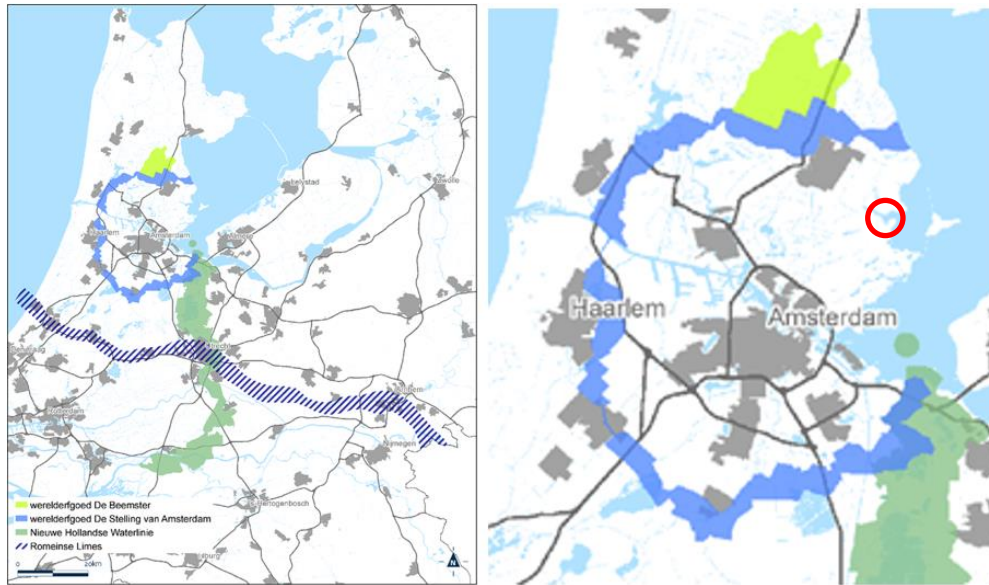 Lelystad
Zwolle
Haarlem
Amsterdam
Almere
Utrecht
Arnhem
Rotterdam
Nijmegen
's-Hertogenbosch
werelderfgoed De Beemster
werelderfgoed De Stelling van Amsterdam
Nieuwe Hollandse Waterlinie
Romeinse Limes
0
20km
N
Haarlem
Amsterdam